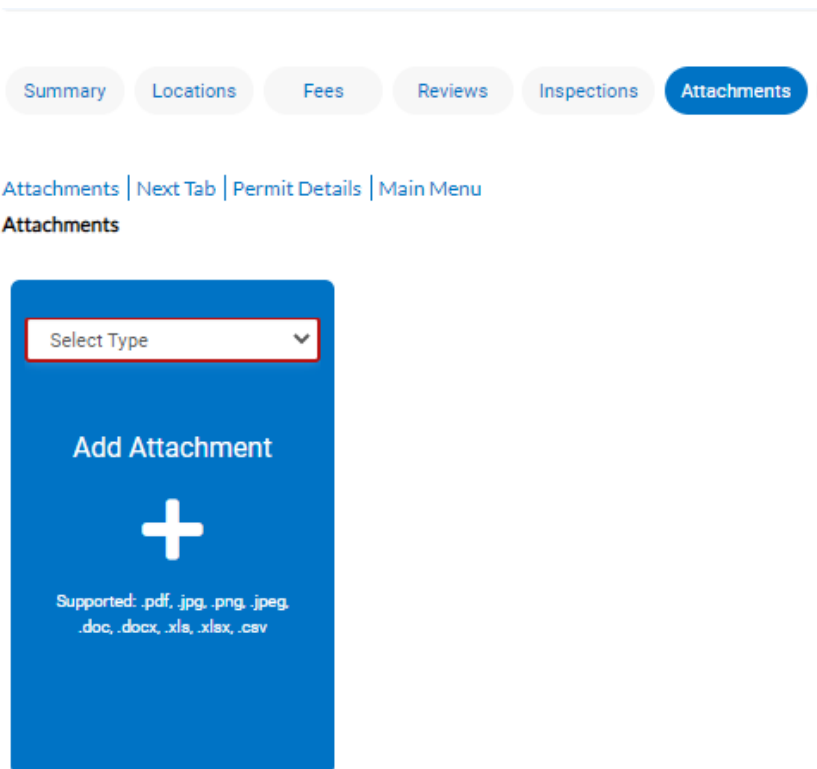 Summary Locations Fees Reviews Inspections Attachments
Attachments | Next Tab | Permit Details | Main Menu
Attachments
Select Type
Add Attachment
Supported: .pdf, .jpg, .png, .jpeg,
.doc, .docx, .xls, .xlsx, .csv